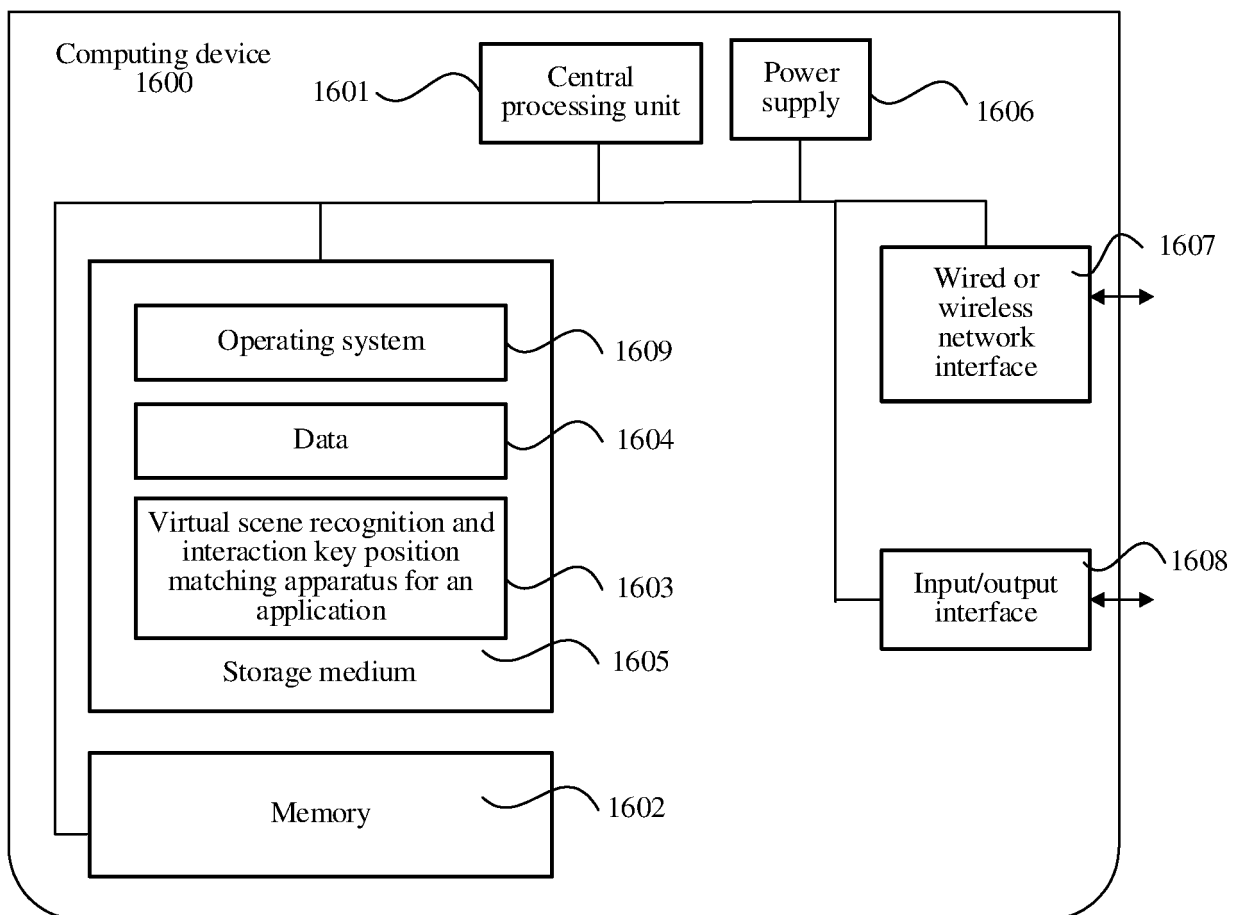 Computing device
1600
1601
Central
processing unit
Power
supply
1606
1607
Wired or
wireless
network
interface
Operating system
1609
Data
1604
Virtual scene recognition and
interaction key position
matching apparatus for an
application
1603
1605
Storage medium
1608
Input/output
interface
Memory
1602